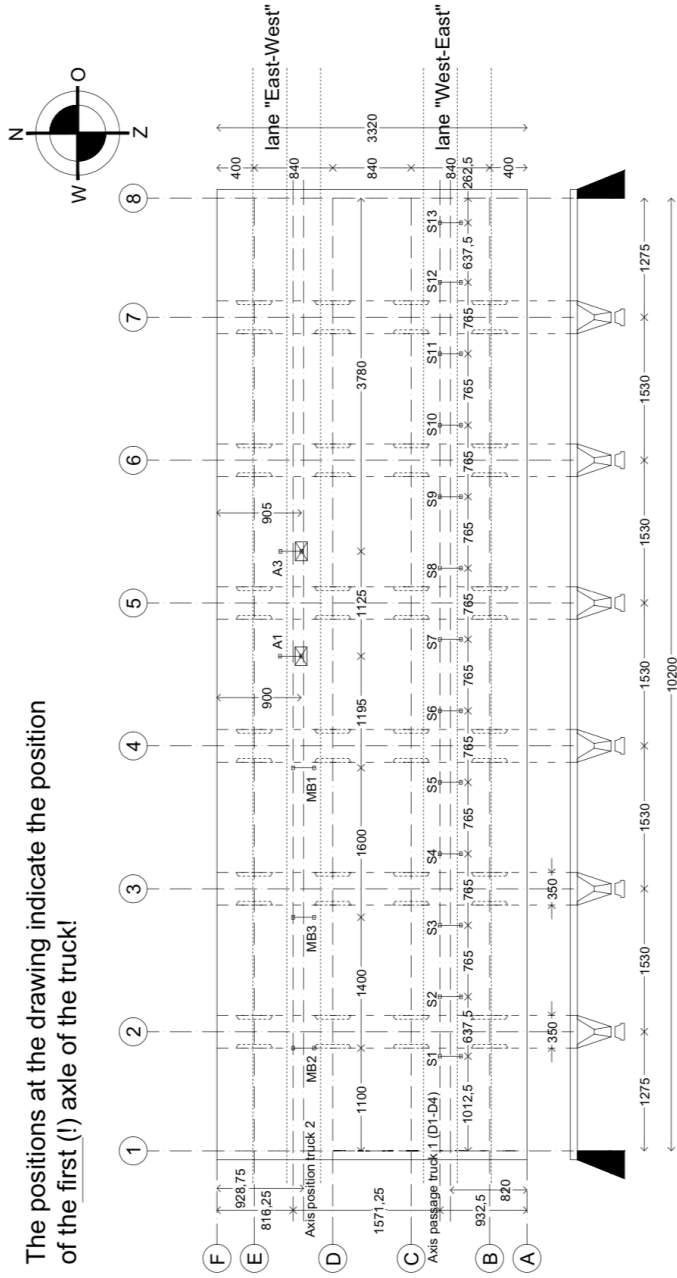 The positions at the drawing indicate the position
of the first (!) axle of the truck!
N
W
O
Z
1
2
3
4
5
6
7
8
F
E
D
C
B
A
928,75
816,25
Axis position truck 2
1571,25
Axis passage truck 1 (D1-D4)
932,5
820
MB2
MB3
MB1
A1
A3
900
905
1100
1400
1600
1195
1125
3780
400
840
840
840
400
3320
lane "East-West"
lane "West-East"
S1
S2
S3
S4
S5
S6
S7
S8
S9
S10
S11
S12
S13
1012,5
637,5
765
765
765
765
765
765
765
765
765
765
637,5
262,5
350
350
1275
1530
1530
1530
1530
1530
1275
10200